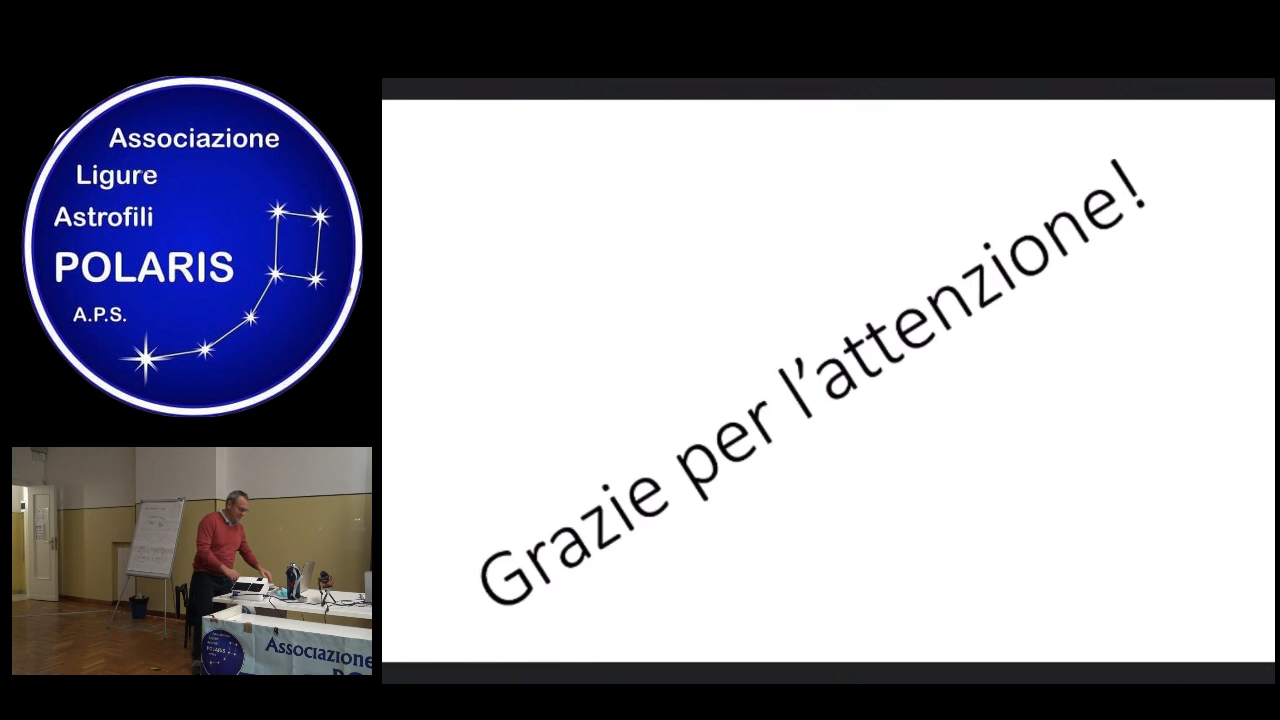 Associazione
Ligure
Astrofili
POLARIS
A.P.S.
Grazie per l’attenzione!
Associazione